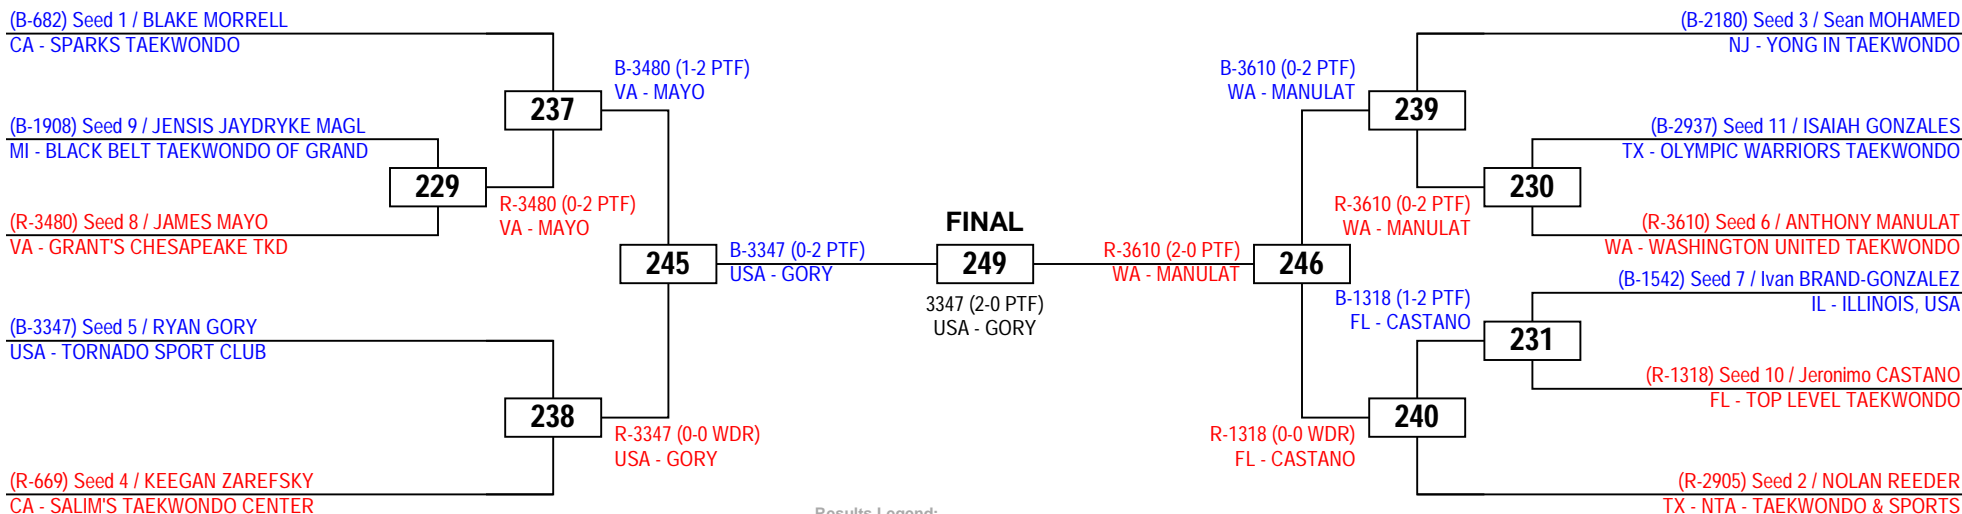 (B-682) Seed 1 / BLAKE MORRELL
CA - SPARKS TAEKWONDO
(B-1908) Seed 9 / JENSIS JAYDRYKE MAGL
MI - BLACK BELT TAEKWONDO OF GRAND
(R-3480) Seed 8 / JAMES MAYO
VA - GRANT'S CHESAPEAKE TKD
(B-3347) Seed 5 / RYAN GORY
USA - TORNADO SPORT CLUB
(R-669) Seed 4 / KEEGAN ZAREFSKY
CA - SALIM'S TAEKWONDO CENTER
229
237
R-3480 (0-2 PTF)
VA - MAYO
238
B-3480 (1-2 PTF)
VA - MAYO
245
R-3347 (0-0 WDR)
USA - GORY
B-3347 (0-2 PTF)
USA - GORY
FINAL
249
3347 (2-0 PTF)
USA - GORY
R-3610 (2-0 PTF)
WA - MANULAT
246
B-3610 (0-2 PTF)
WA - MANULAT
R-1318 (0-0 WDR)
FL - CASTANO
239
R-3610 (0-2 PTF)
WA - MANULAT
B-1318 (1-2 PTF)
FL - CASTANO
240
230
231
(B-2180) Seed 3 / Sean MOHAMED
NJ - YONG IN TAEKWONDO
(B-2937) Seed 11 / ISAIAH GONZALES
TX - OLYMPIC WARRIORS TAEKWONDO
(R-3610) Seed 6 / ANTHONY MANULAT
WA - WASHINGTON UNITED TAEKWONDO
(B-1542) Seed 7 / Ivan BRAND-GONZALEZ
IL - ILLINOIS, USA
(R-1318) Seed 10 / Jeronimo CASTANO
FL - TOP LEVEL TAEKWONDO
(R-2905) Seed 2 / NOLAN REEDER
TX - NTA - TAEKWONDO & SPORTS
Results Legend: